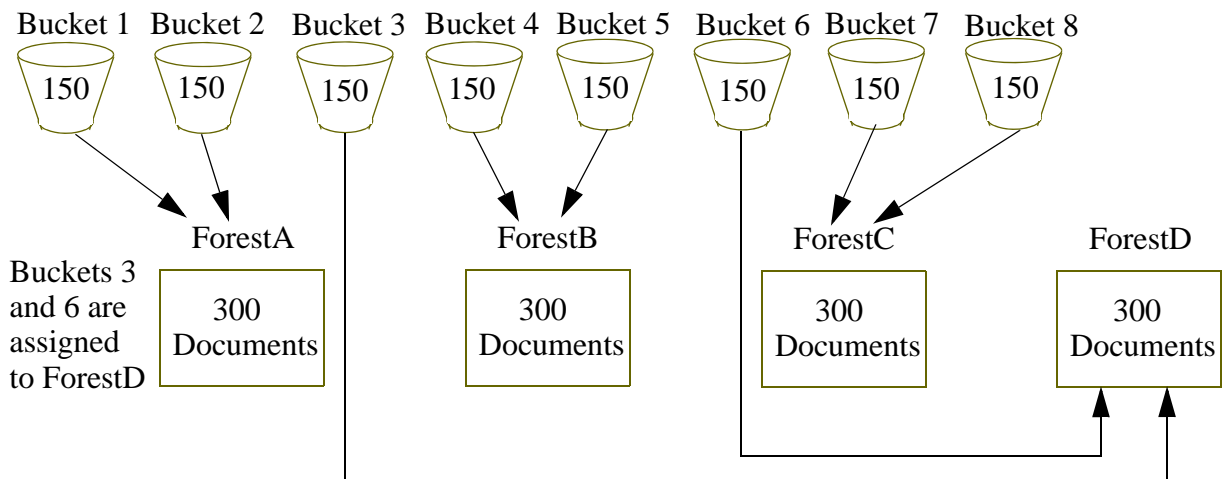 Bucket 1 Bucket 2 Bucket 3 Bucket 4 Bucket 5 Bucket 6 Bucket 7 Bucket 8
150 150 150 150 150 150 150 150
ForestA ForestB ForestC ForestD
Buckets 3
and 6 are
assigned
to ForestD
300
Documents
300
Documents
300
Documents
300
Documents